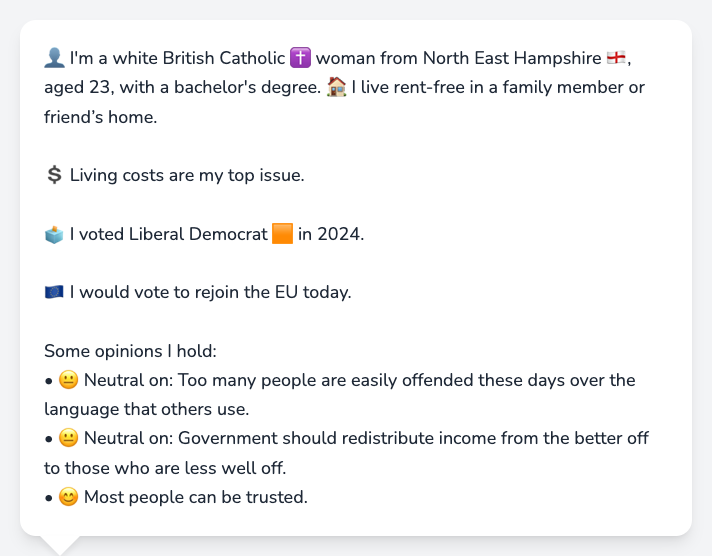 👤 I'm a white British Catholic ✝️ woman from North East Hampshire 🏴󠁧󠁢󠁥󠁮󠁧󠁿,
aged 23, with a bachelor's degree. 🏠 I live rent-free in a family member or
friend’s home.
💲 Living costs are my top issue.
🗳️ I voted Liberal Democrat 🟧 in 2024.
🇪🇺 I would vote to rejoin the EU today.
Some opinions I hold:
• 😐 Neutral on: Too many people are easily offended these days over the
language that others use.
• 😐 Neutral on: Government should redistribute income from the better off
to those who are less well off.
• 😊 Most people can be trusted.